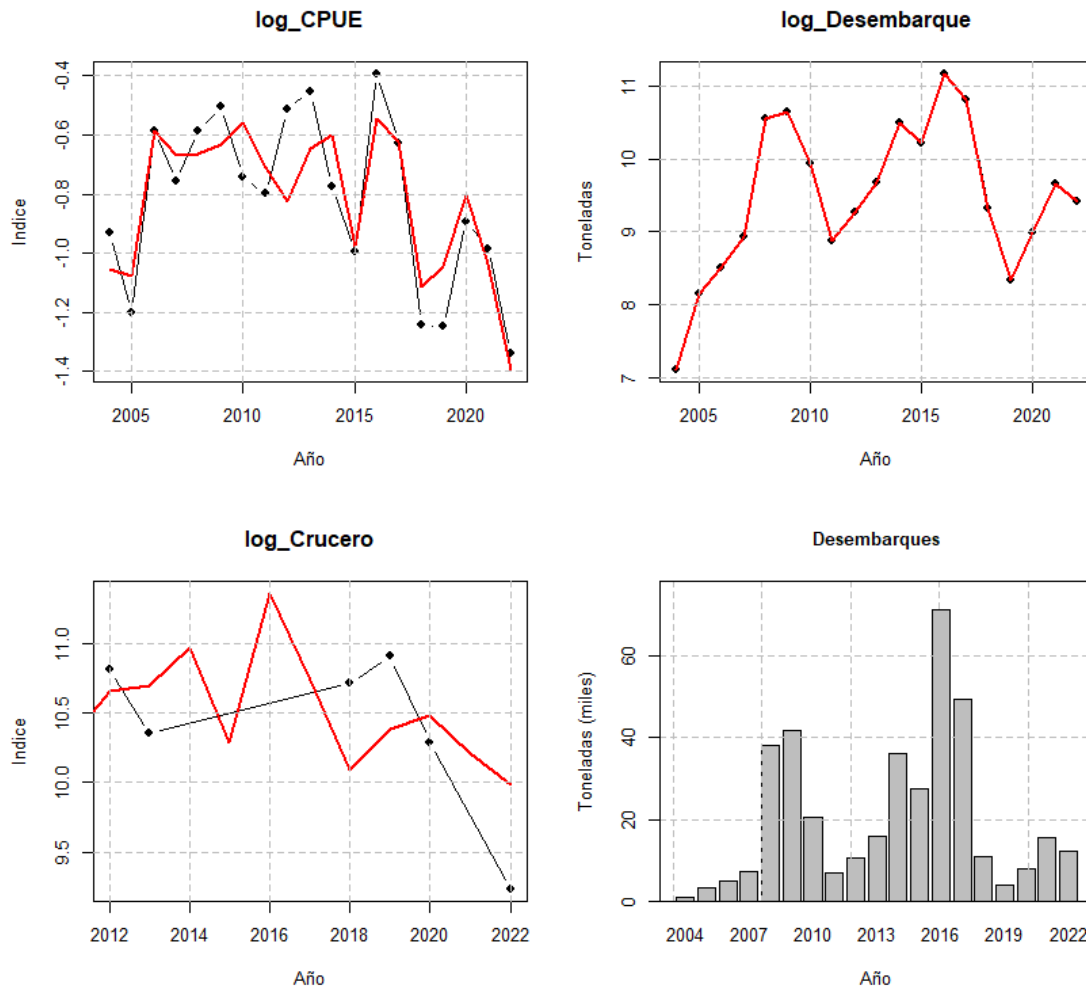 log_CPUE
Indice
-0.4
-0.6
-0.8
-1.0
-1.2
-1.4
2005 2010 2015 2020
Año
log_Desembarque
Toneladas
11
10
9
8
7
2005 2010 2015 2020
Año
log_Crucero
Indice
11.0
10.5
10.0
9.5
2012 2014 2016 2018 2020 2022
Año
Desembarques
Toneladas (miles)
60
40
20
0
2004 2007 2010 2013 2016 2019 2022
Año